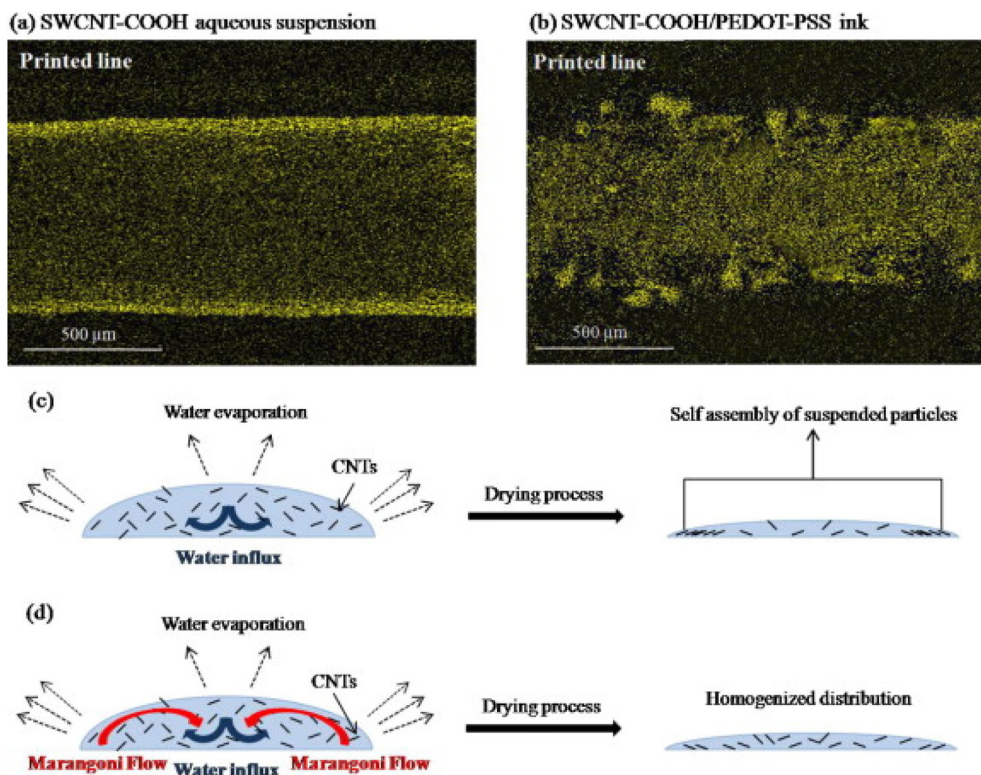 (a) SWCNT-COOH aqueous suspension
Printed line
500 µm
(b) SWCNT-COOH/PEDOT-PSS ink
Printed line
500 µm
(c)
Water evaporation
CNTs
Water influx
Drying process
Self assembly of suspended particles
(d)
Water evaporation
CNTs
Marangoni Flow
Water influx
Marangoni Flow
Drying process
Homogenized distribution